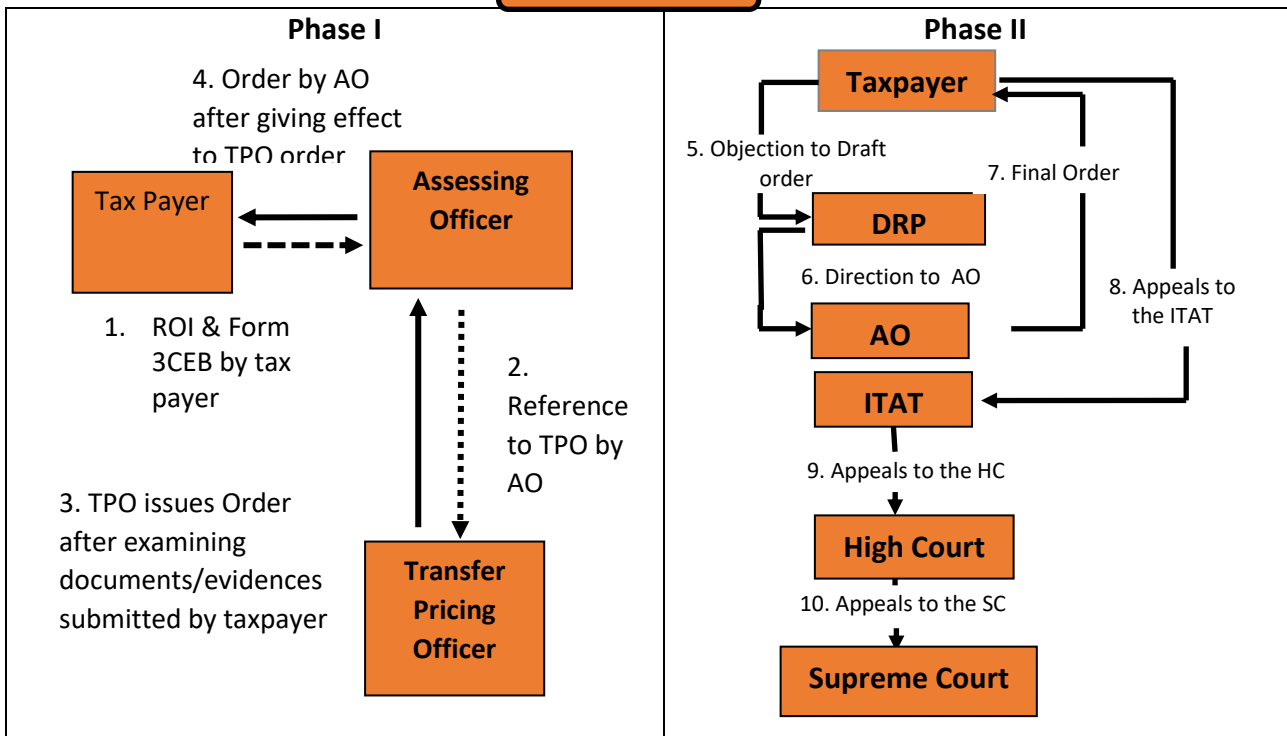 Phase I
4. Order by AO
after giving effect
to TPO order
Tax Payer
Assessing
Officer
1. ROI & Form
3CEB by tax
payer
2.
Reference
to TPO by
AO
3. TPO issues Order
after examining
documents/evidences
submitted by taxpayer
Transfer
Pricing
Officer
Phase II
Taxpayer
5. Objection to Draft
order
7. Final Order
DRP
6. Direction to AO
8. Appeals to
the ITAT
AO
ITAT
9. Appeals to the HC
High Court
10. Appeals to the SC
Supreme Court